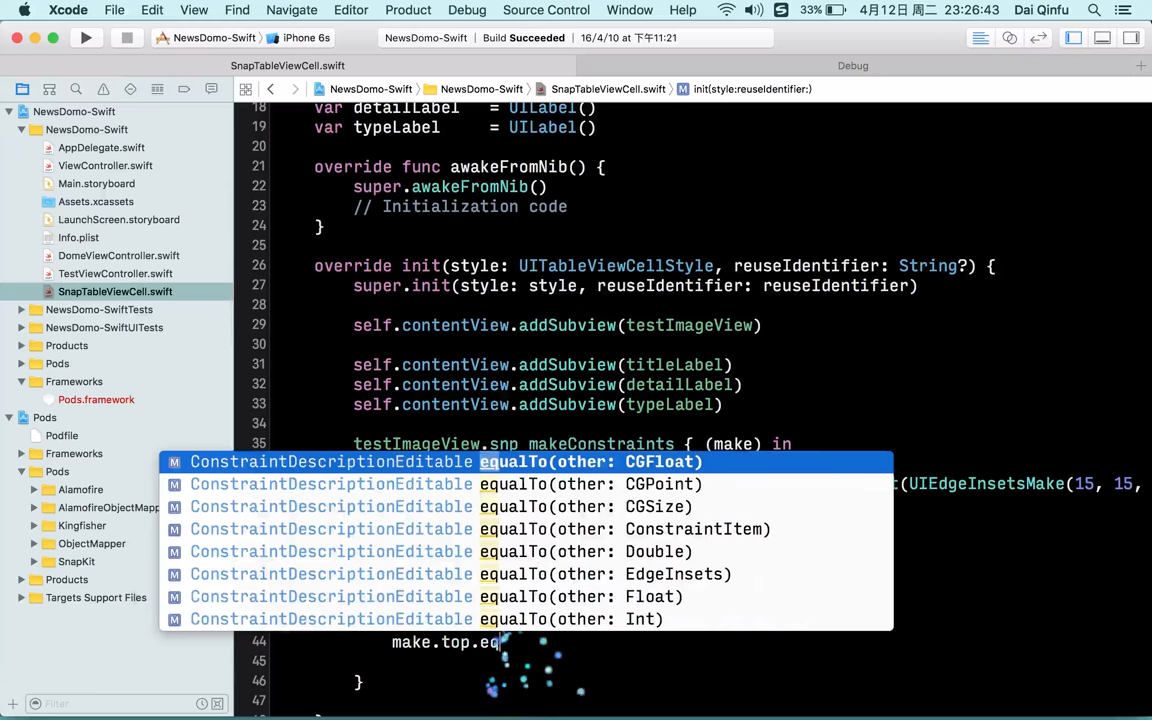 Xcode File Edit View Find Navigate Editor Product Debug Source Control Window Help 33% 4月12日 周二 23:26:43 Dai Qinfu
NewsDomo-Swift iPhone 6s NewsDomo-Swift Build Succeeded 16/4/10 at 下午11:21
SnapTableViewCell.swift Debug
NewsDomo-Swift NewsDomo-Swift SnapTableViewCell.swift init(style:reuseIdentifier:)
NewsDomo-Swift
NewsDomo-Swift
AppDelegate.swift
ViewController.swift
Main.storyboard
Assets.xcassets
LaunchScreen.storyboard
Info.plist
DomeViewController.swift
TestViewController.swift
SnapTableViewCell.swift
NewsDomo-SwiftTests
NewsDomo-SwiftUITests
Products
Pods
Frameworks
Pods.framework
Pods
Podfile
Frameworks
Pods
Alamofire
AlamofireObjectMapp
Kingfisher
ObjectMapper
SnapKit
Products
Targets Support Files
Filter
18 var detailLabel = UILabel()
19 var typeLabel = UILabel()
20
21 override func awakeFromNib() {
22 super.awakeFromNib()
23 // Initialization code
24 }
25
26 override init(style: UITableViewCellStyle, reuseIdentifier: String?) {
27 super.init(style: style, reuseIdentifier: reuseIdentifier)
28
29 self.contentView.addSubview(testImageView)
30
31 self.contentView.addSubview(titleLabel)
32 self.contentView.addSubview(detailLabel)
33 self.contentView.addSubview(typeLabel)
34
35 testImageView.snp_makeConstraints { (make) in
ConstraintDescriptionEditable equalTo(other: CGFloat)
t(UIEdgeInsetsMake(15, 15,
ConstraintDescriptionEditable equalTo(other: CGPoint)
ConstraintDescriptionEditable equalTo(other: CGSize)
ConstraintDescriptionEditable equalTo(other: ConstraintItem)
ConstraintDescriptionEditable equalTo(other: Double)
ConstraintDescriptionEditable equalTo(other: EdgeInsets)
ConstraintDescriptionEditable equalTo(other: Float)
ConstraintDescriptionEditable equalTo(other: Int)
44 make.top.eq
45
46 }
47